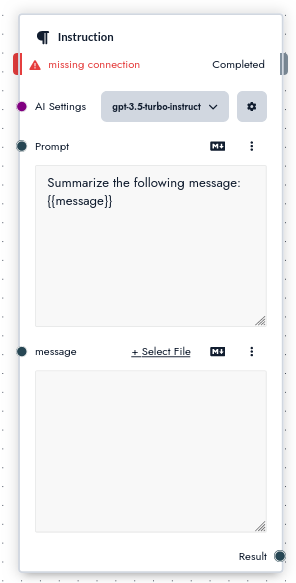 Instruction
missing connection Completed
AI Settings gpt-3.5-turbo-instruct
Prompt M↓
Summarize the following message:
{{message}}
message + Select File M↓
Result